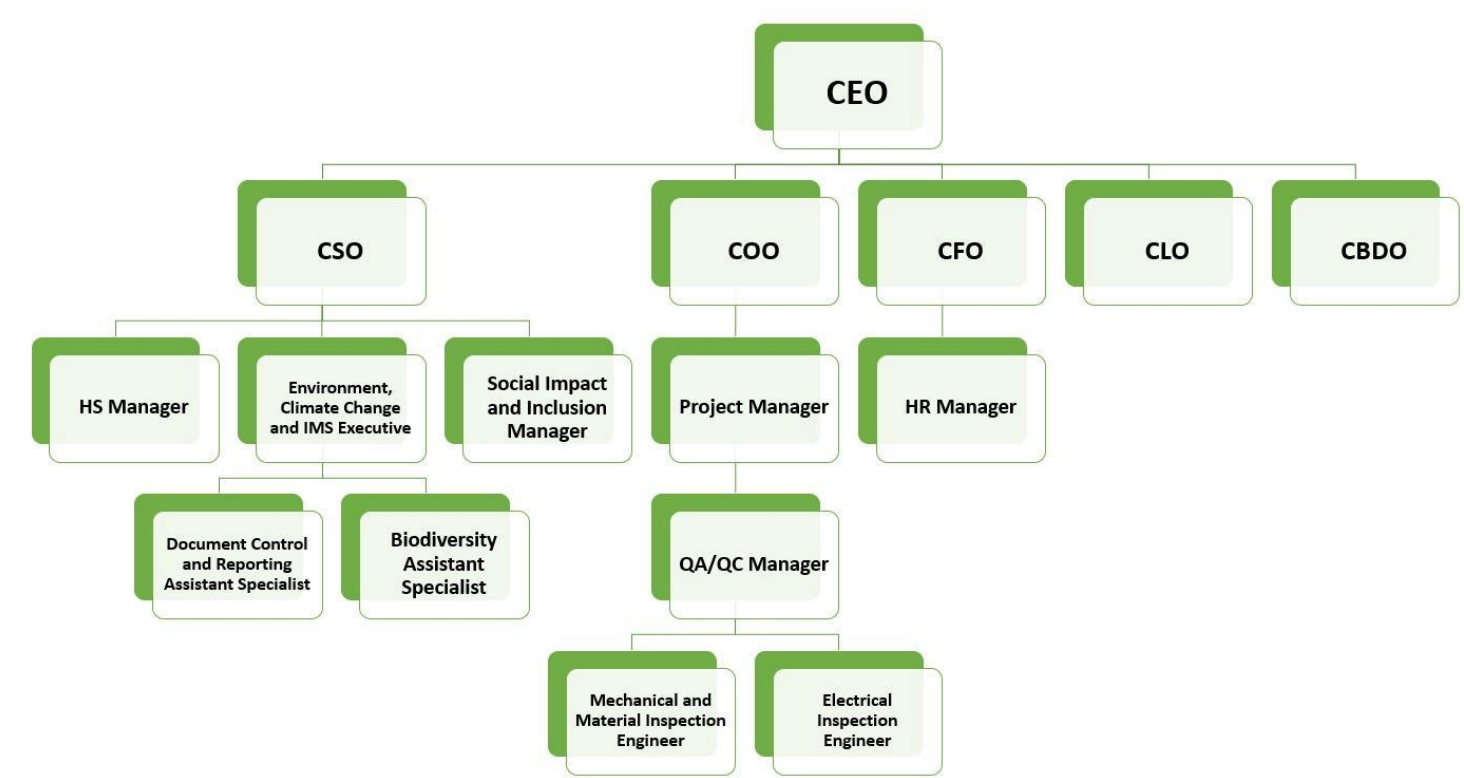 CEO
CSO
COO
CFO
CLO
CBDO
HS Manager
Environment,
Climate Change
and IMS Executive
Social Impact
and Inclusion
Manager
Project Manager
HR Manager
Document Control
and Reporting
Assistant Specialist
Biodiversity
Assistant
Specialist
QA/QC Manager
Mechanical and
Material Inspection
Engineer
Electrical
Inspection
Engineer